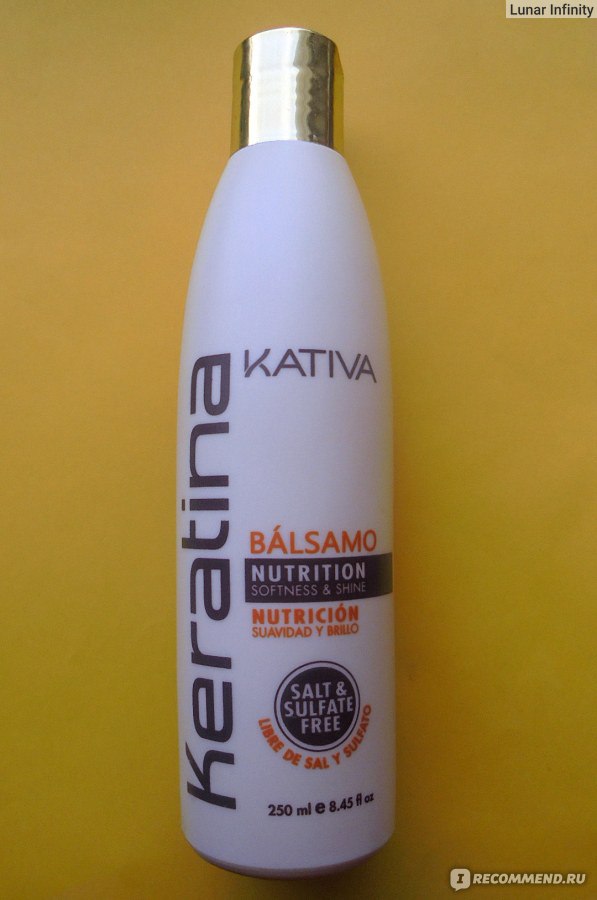 Lunar Infinity
KATIVA
Keratina
BÁLSAMO
NUTRITION
SOFTNESS & SHINE
NUTRICIÓN
SUAVIDAD Y BRILLO
SALT &
SULFATE
FREE
LIBRE DE SAL Y SULFATO
250 ml e 8.45 fl oz
I RECOMMEND.RU